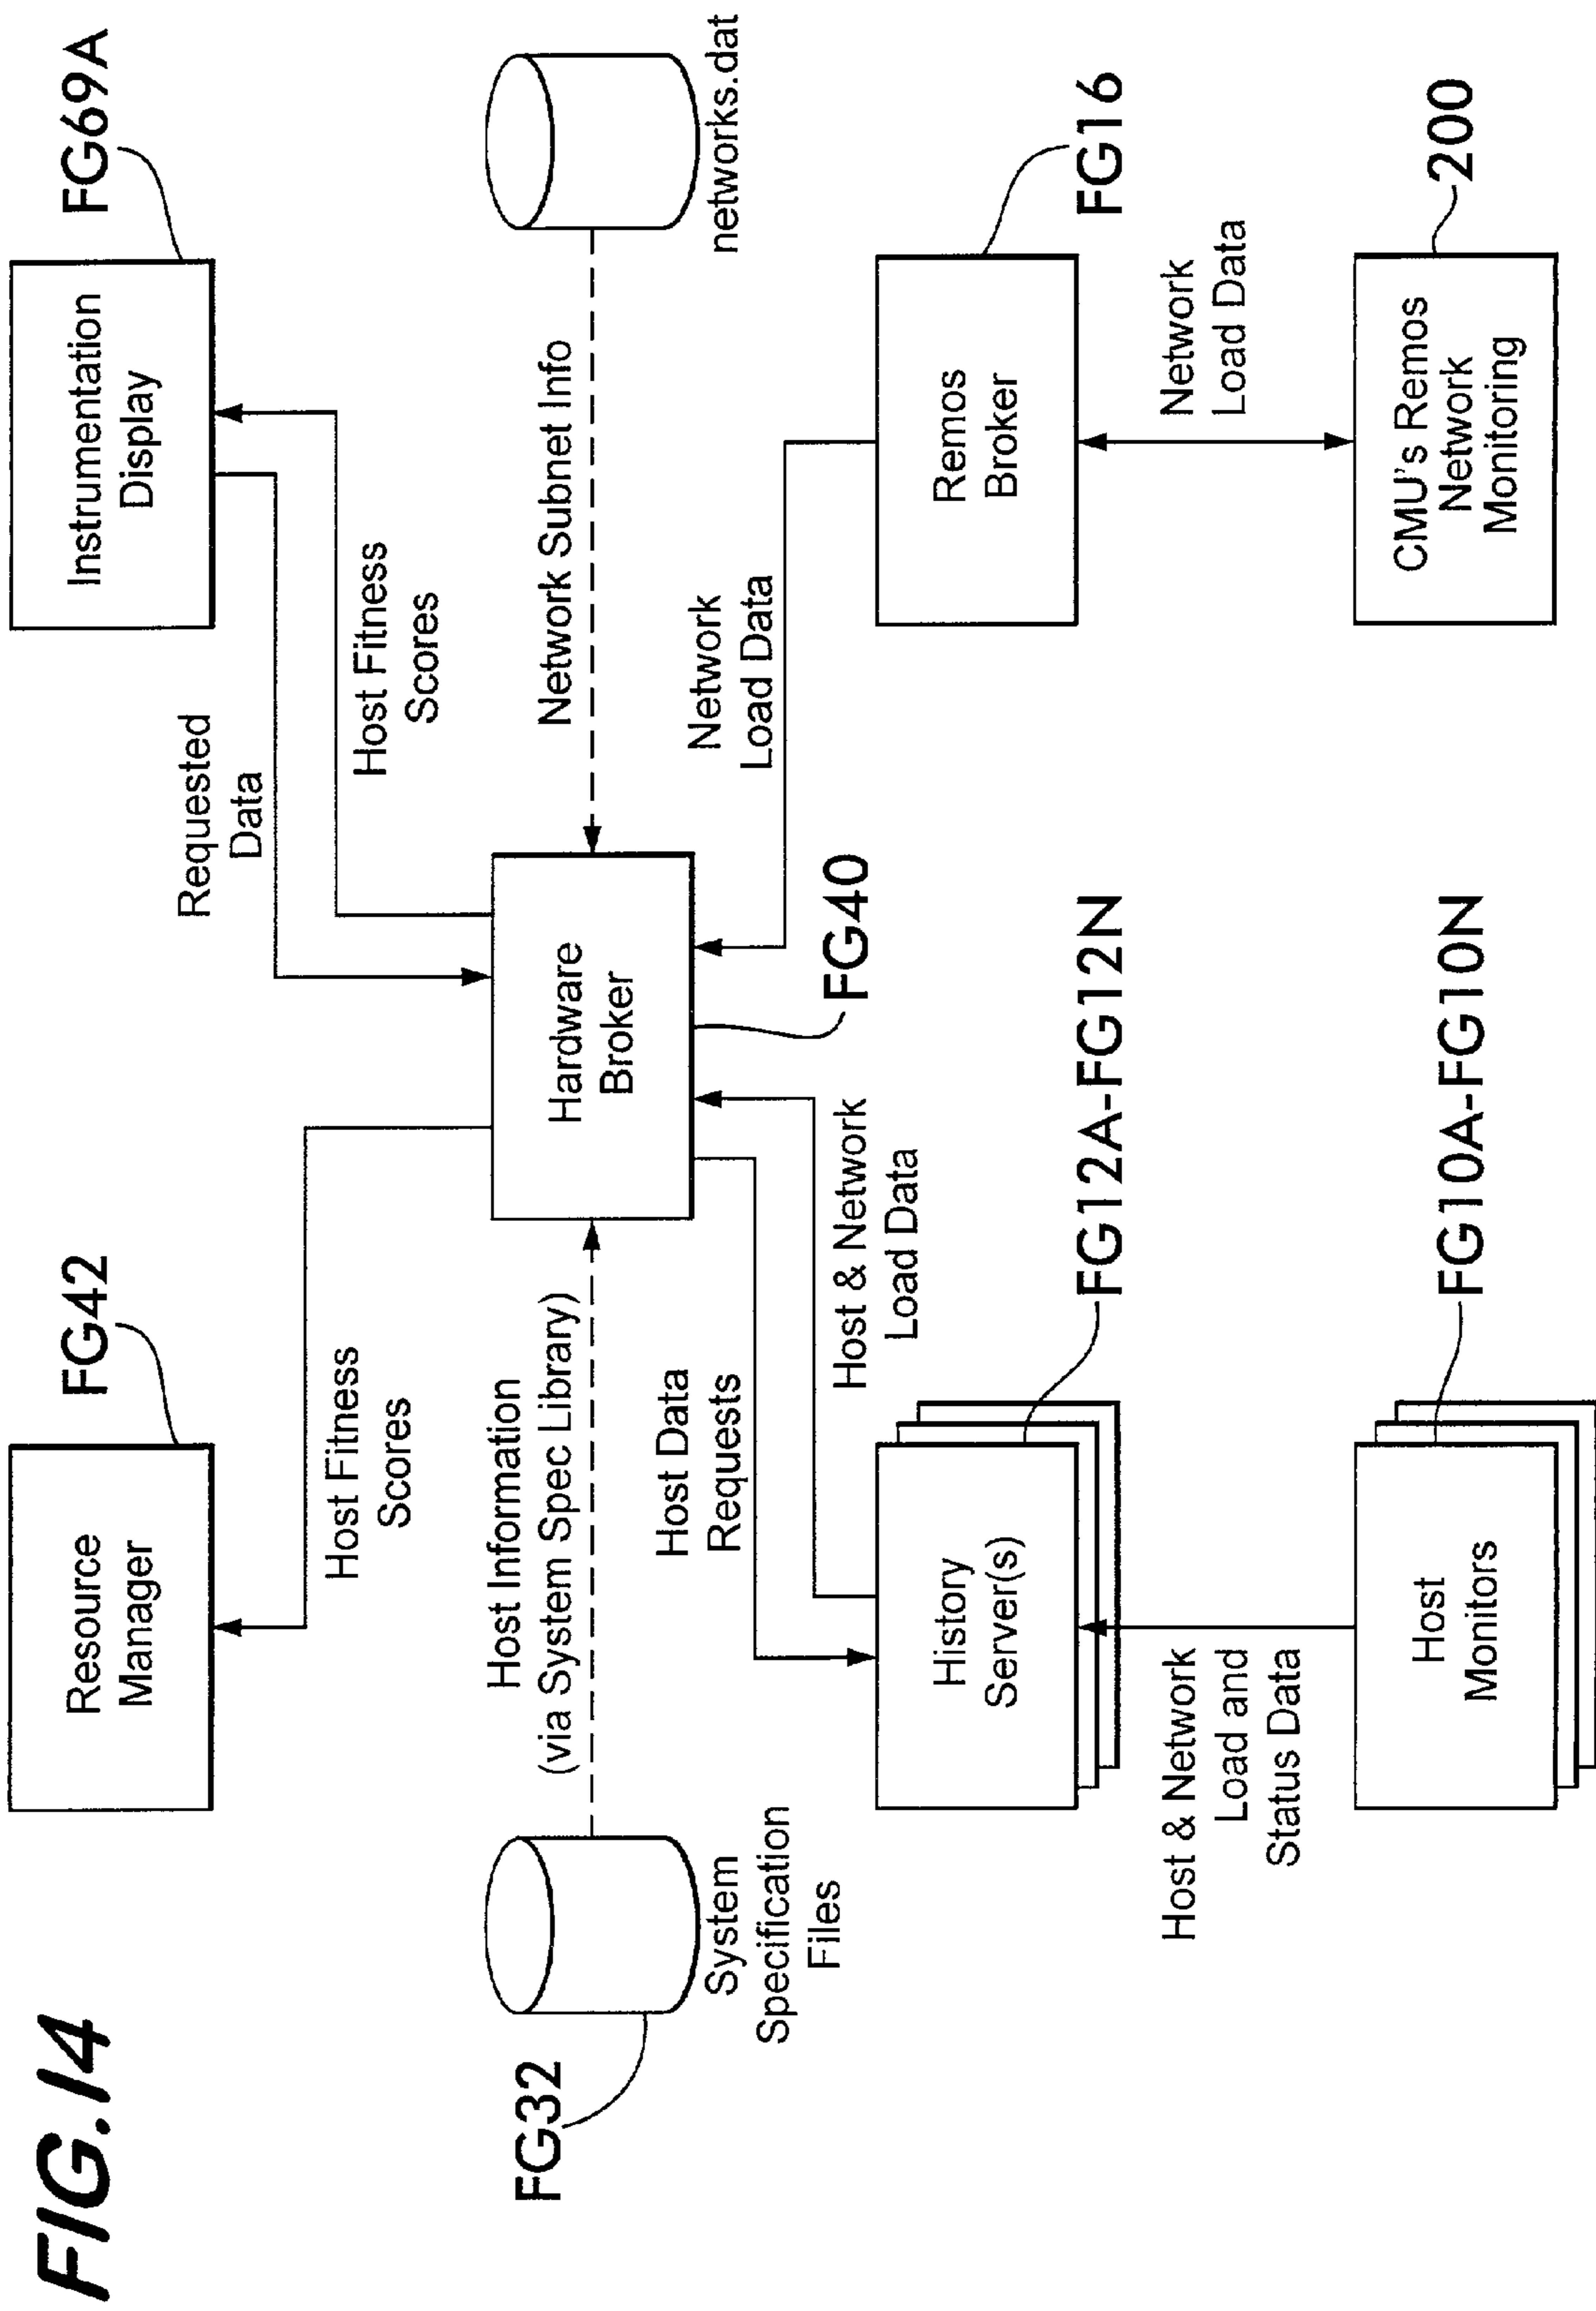 FIG.14
FG42
FG69A
Resource
Manager
Instrumentation
Display
Requested
Data
Host Fitness
Scores
Host Fitness
Scores
Host Information
(via System Spec Library)
Network Subnet Info
FG32
System
Specification
Files
Hardware
Broker
networks.dat
Host Data
Requests
Network
Load Data
FG40
Host & Network
Load Data
History
Server(s)
FG12A-FG12N
Remos
Broker
FG16
Host & Network
Load and
Status Data
Network
Load Data
Host
Monitors
FG10A-FG10N
CMU's Remos
Network
Monitoring
200